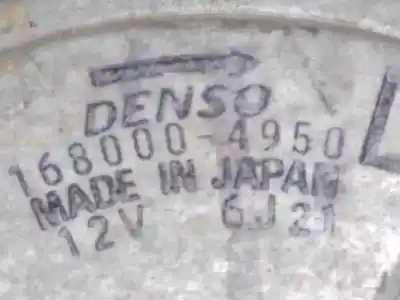 DENSO
168000-4950
MADE IN JAPAN
12V 6J21
L